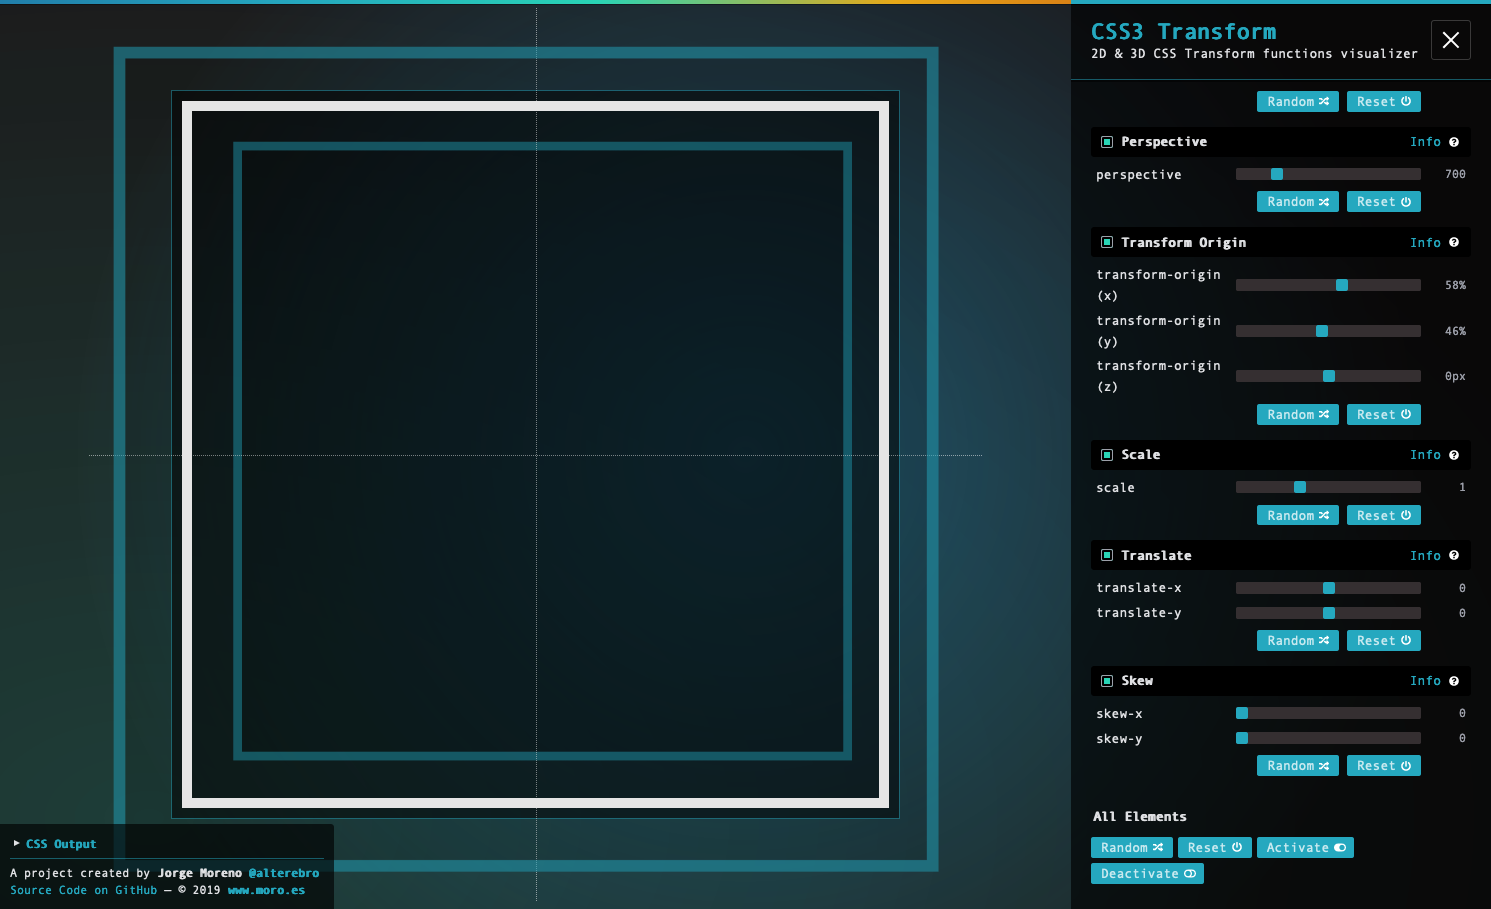 CSS3 Transform
2D & 3D CSS Transform functions visualizer
Random Reset
Perspective Info
perspective 700
Random Reset
Transform Origin Info
transform-origin
(x) 58%
transform-origin
(y) 46%
transform-origin
(z) 0px
Random Reset
Scale Info
scale 1
Random Reset
Translate Info
translate-x 0
translate-y 0
Random Reset
Skew Info
skew-x 0
skew-y 0
Random Reset
All Elements
Random Reset Activate
Deactivate
CSS Output
A project created by Jorge Moreno @alterebro
Source Code on GitHub — © 2019 www.moro.es